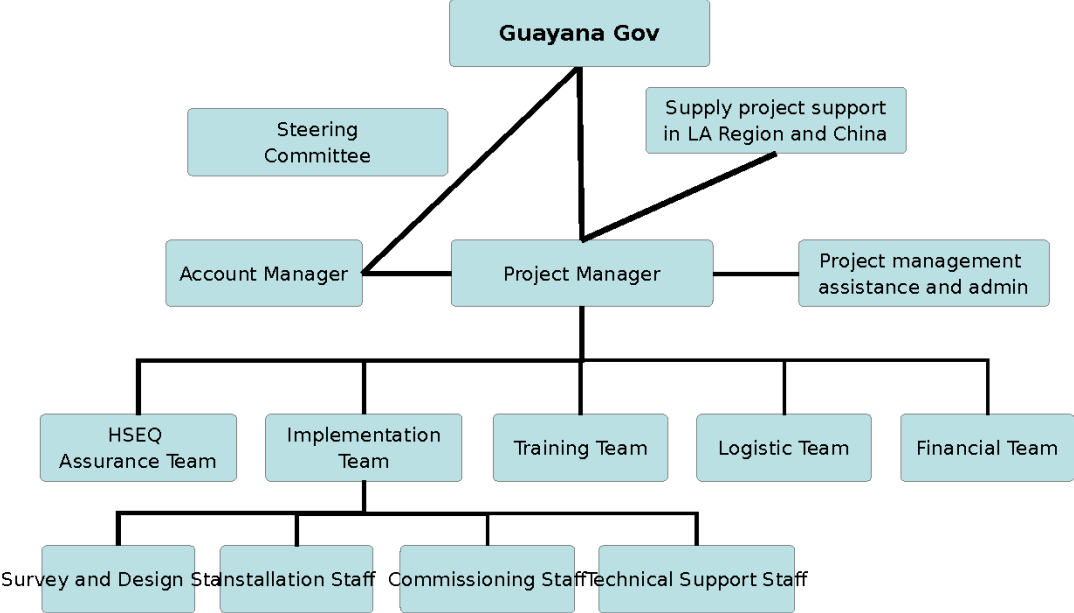 Guayana Gov
Supply project support
in LA Region and China
Steering
Committee
Account Manager
Project Manager
Project management
assistance and admin
HSEQ
Assurance Team
Implementation
Team
Training Team
Logistic Team
Financial Team
Survey and Design Sta
Installation Staff
Commissioning Staff
Technical Support Staff